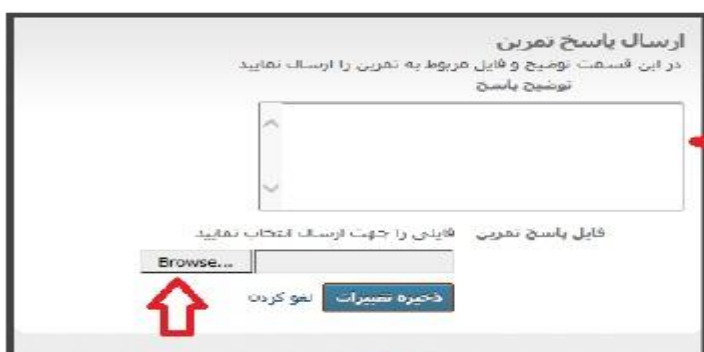 ارسال پاسخ تمرین
در این قسمت توضیح و فایل مربوط به تمرین را ارسال نمایید
توضیح پاسخ
فایل پاسخ تمرین فایلی را جهت ارسال انتخاب نمایید
Browse...
ذخیره تغییرات لغو کردن